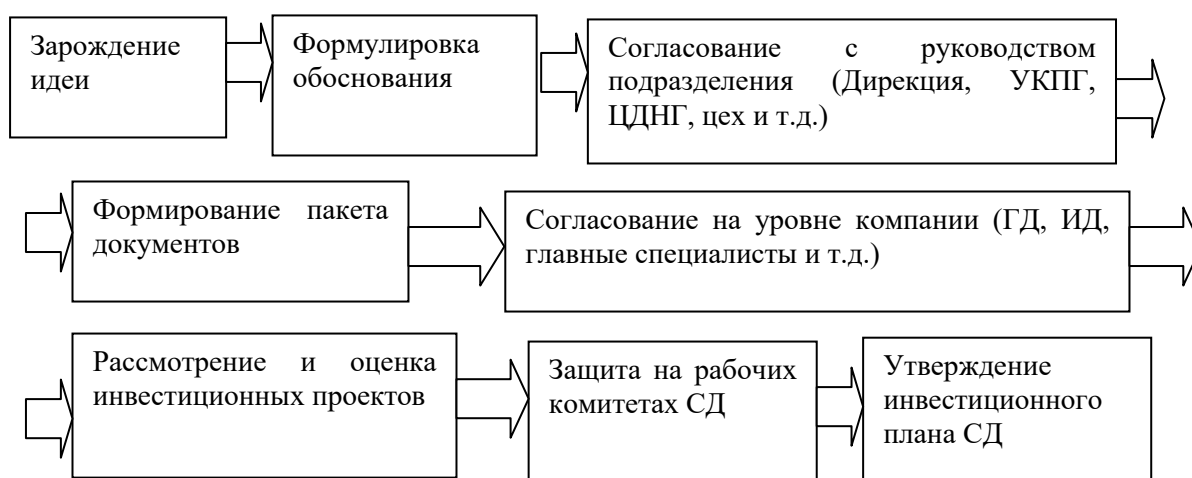 Зарождение
идеи
Формулировка
обоснования
Согласование с руководством
подразделения (Дирекция, УКПГ,
ЦДНГ, цех и т.д.)
Формирование пакета
документов
Согласование на уровне компании (ГД, ИД,
главные специалисты и т.д.)
Рассмотрение и оценка
инвестиционных проектов
Защита на рабочих
комитетах СД
Утверждение
инвестиционного
плана СД